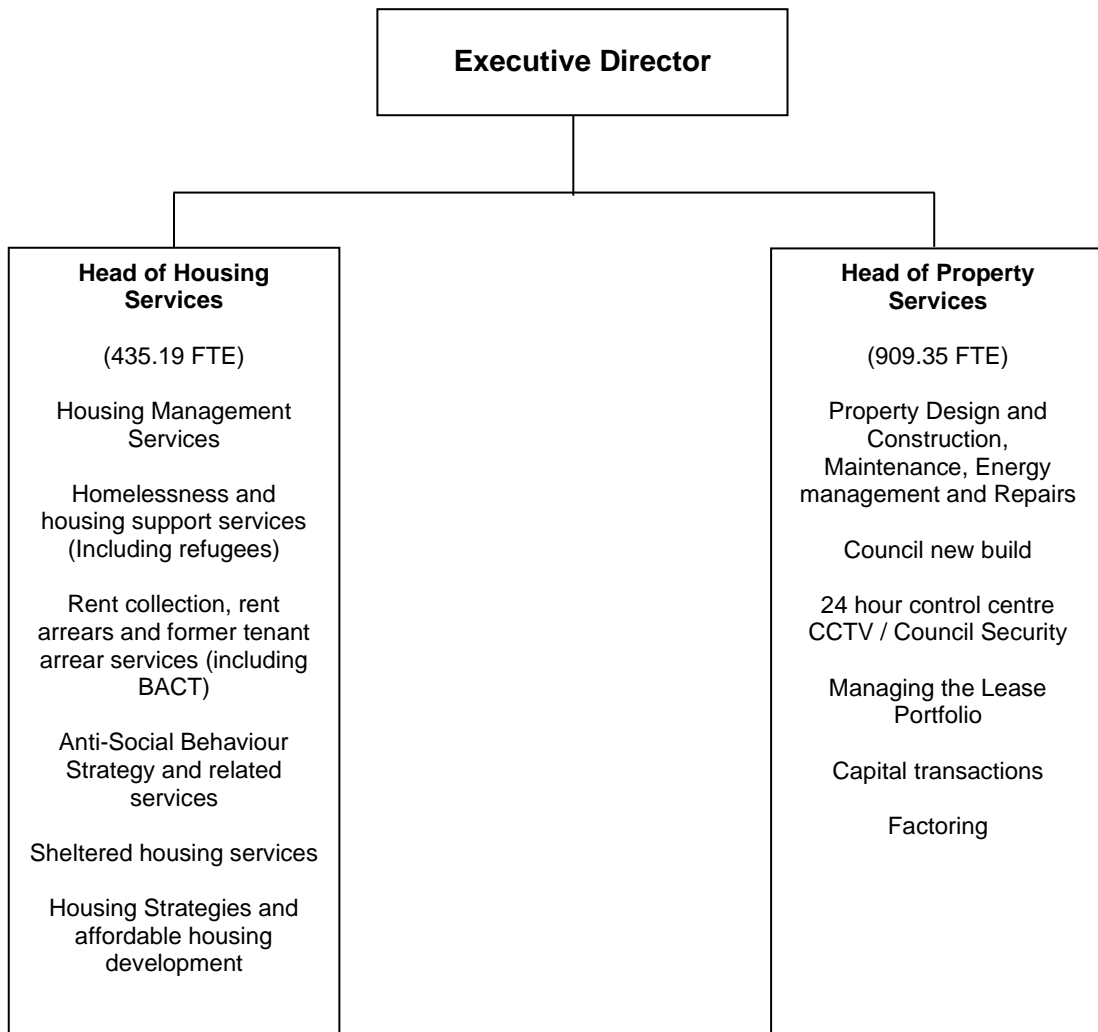 Executive Director
Head of Housing
Services
(435.19 FTE)
Housing Management
Services
Homelessness and
housing support services
(Including refugees)
Rent collection, rent
arrears and former tenant
arrear services (including
BACT)
Anti-Social Behaviour
Strategy and related
services
Sheltered housing services
Housing Strategies and
affordable housing
development
Head of Property
Services
(909.35 FTE)
Property Design and
Construction,
Maintenance, Energy
management and Repairs
Council new build
24 hour control centre
CCTV / Council Security
Managing the Lease
Portfolio
Capital transactions
Factoring